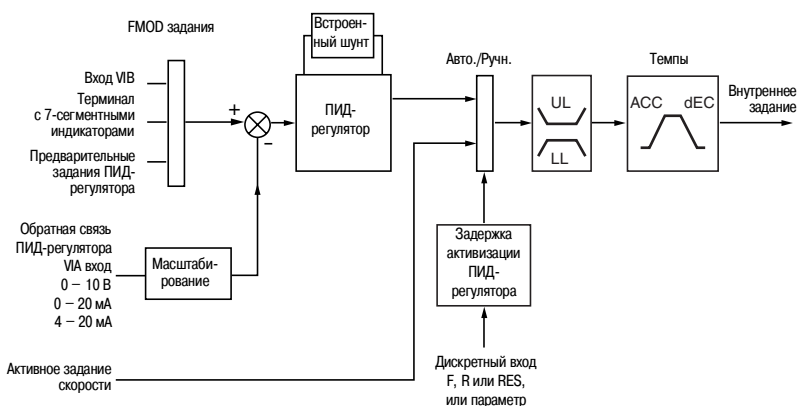 FMOD задания
Вход VIB
Терминал
с 7-сегментными
индикаторами
Предварительные
задания ПИД-
регулятора
+
-
Встроен-
ный шунт
ПИД-
регулятор
Авто./Ручн.
UL
LL
Темпы
ACC dEC
Внутреннее
задание
Обратная связь
ПИД-регулятора
VIA вход
0 – 10 В
0 – 20 мА
4 – 20 мА
Масштаби-
рование
Задержка
активизации
ПИД-
регулятора
Активное задание
скорости
Дискретный вход
F, R или RES,
или параметр